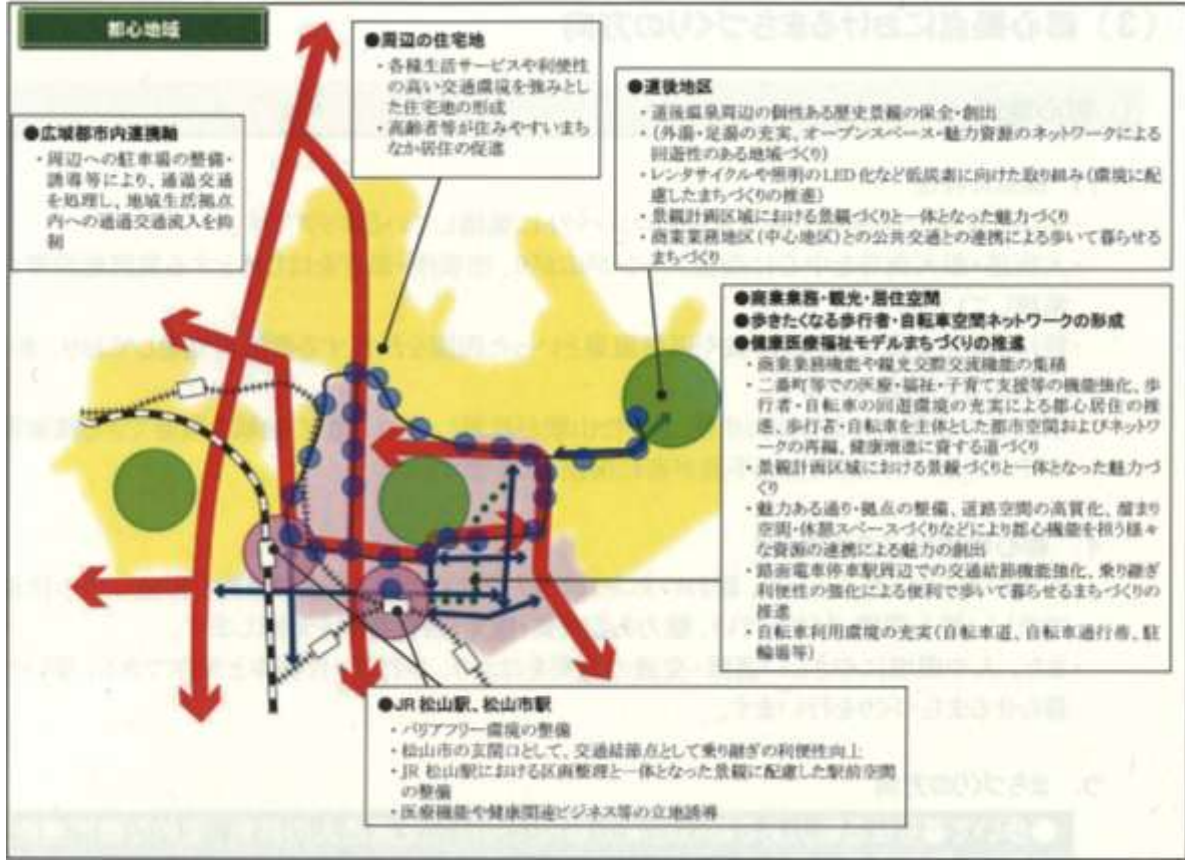 都心地域
●広域都市内連携軸
・周辺への駐車場の整備・
誘導等により、通過交通
を処理し、地域生活拠点
内への通過交通流入を抑
制
●周辺の住宅地
・各種生活サービスや利便性
の高い交通環境を強みとし
た住宅地の形成
・高齢者等が住みやすいまち
なか居住の促進
●道後地区
・道後温泉周辺の個性ある歴史景観の保全・創出
・(外湯・足湯の充実、オープンスペース・魅力資源のネットワークによる
回遊性のある地域づくり)
・レンタサイクルや照明のLED化など低炭素に向けた取り組み(環境に配
慮したまちづくりの推進)
・景観計画区域における景観づくりと一体となった魅力づくり
・商業業務地区(中心地区)との公共交通との連携による歩いて暮らせる
まちづくり
●商業業務・観光・居住空間
●歩きたくなる歩行者・自転車空間ネットワークの形成
●健康医療福祉モデルまちづくりの推進
・商業業務機能や観光交際交流機能の集積
・二番町等での医療・福祉・子育て支援等の機能強化、歩
行者・自転車の回遊環境の充実による都心居住の推
進、歩行者・自転車を主体とした都市空間およびネットワ
ークの再編、健康増進に資する道づくり
・景観計画区域における景観づくりと一体となった魅力づ
くり
・魅力ある通り・拠点の整備、道路空間の高質化、溜まり
空間・休憩スペースづくりなどにより都心機能を担う様々
な資源の連携による魅力の創出
・路面電車停車駅周辺での交通結節機能強化、乗り継ぎ
利便性の強化による便利で歩いて暮らせるまちづくりの
推進
・自転車利用環境の充実(自転車道、自転車通行帯、駐
輪場等)
●JR 松山駅、松山市駅
・バリアフリー環境の整備
・松山市の玄関口として、交通結節点として乗り継ぎの利便性向上
・JR 松山駅における区画整理と一体となった景観に配慮した駅前空間
の整備
・医療機能や健康関連ビジネス等の立地誘導